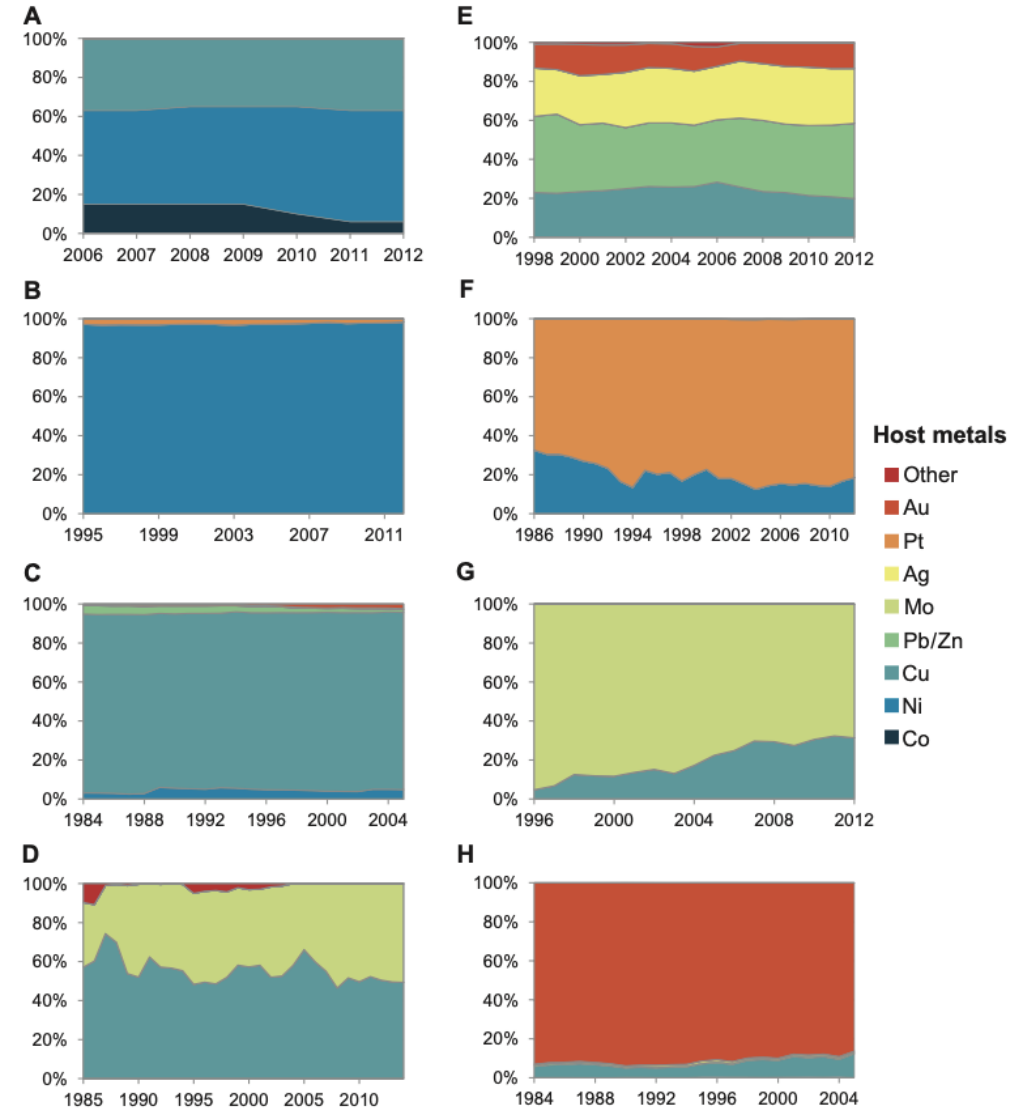 A
100%
80%
60%
40%
20%
0%
2006 2007 2008 2009 2010 2011 2012
E
100%
80%
60%
40%
20%
0%
1998 2000 2002 2004 2006 2008 2010 2012
B
100%
80%
60%
40%
20%
0%
1995 1999 2003 2007 2011
F
100%
80%
60%
40%
20%
0%
1986 1990 1994 1998 2002 2006 2010
C
100%
80%
60%
40%
20%
0%
1984 1988 1992 1996 2000 2004
G
100%
80%
60%
40%
20%
0%
1996 2000 2004 2008 2012
D
100%
80%
60%
40%
20%
0%
1985 1990 1995 2000 2005 2010
H
100%
80%
60%
40%
20%
0%
1984 1988 1992 1996 2000 2004
Host metals
Other
Au
Pt
Ag
Mo
Pb/Zn
Cu
Ni
Co